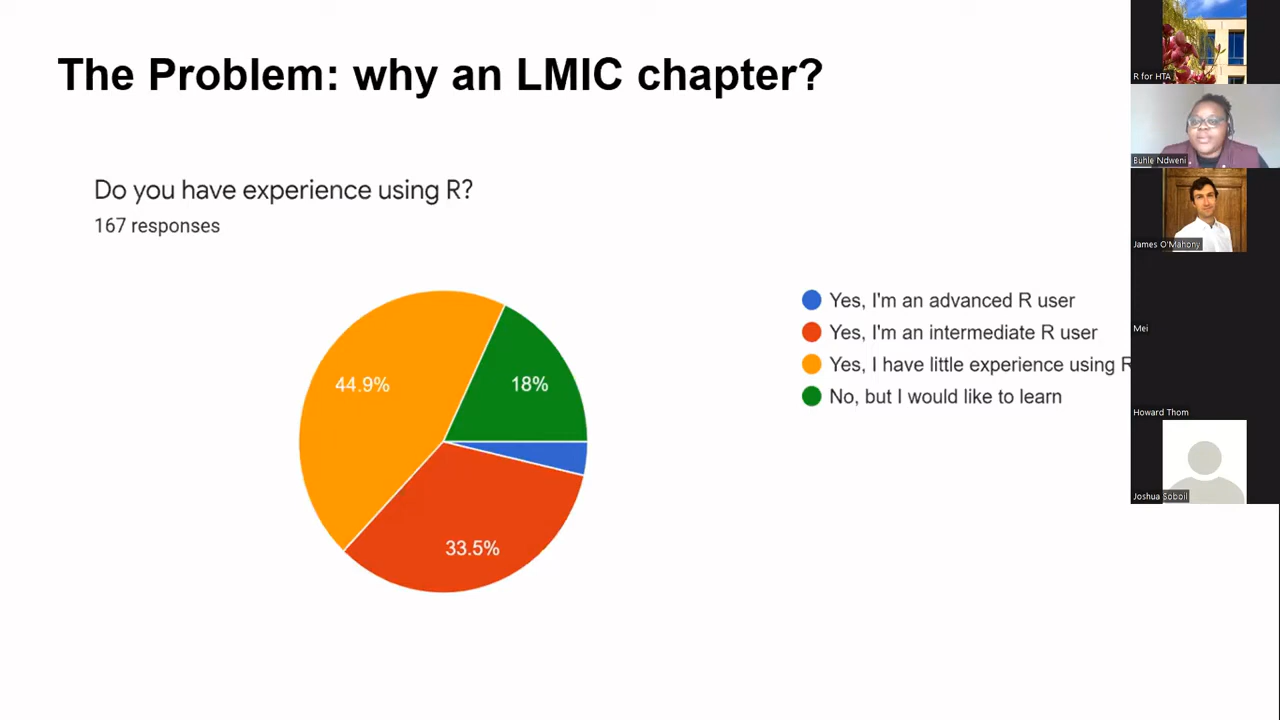 The Problem: why an LMIC chapter?
Do you have experience using R?
167 responses
44.9%
18%
33.5%
Yes, I'm an advanced R user
Yes, I'm an intermediate R user
Yes, I have little experience using R
No, but I would like to learn
R for HTA
Buhle Ndweni
James O'Mahony
Mei
Howard Thom
Joshua Soboil